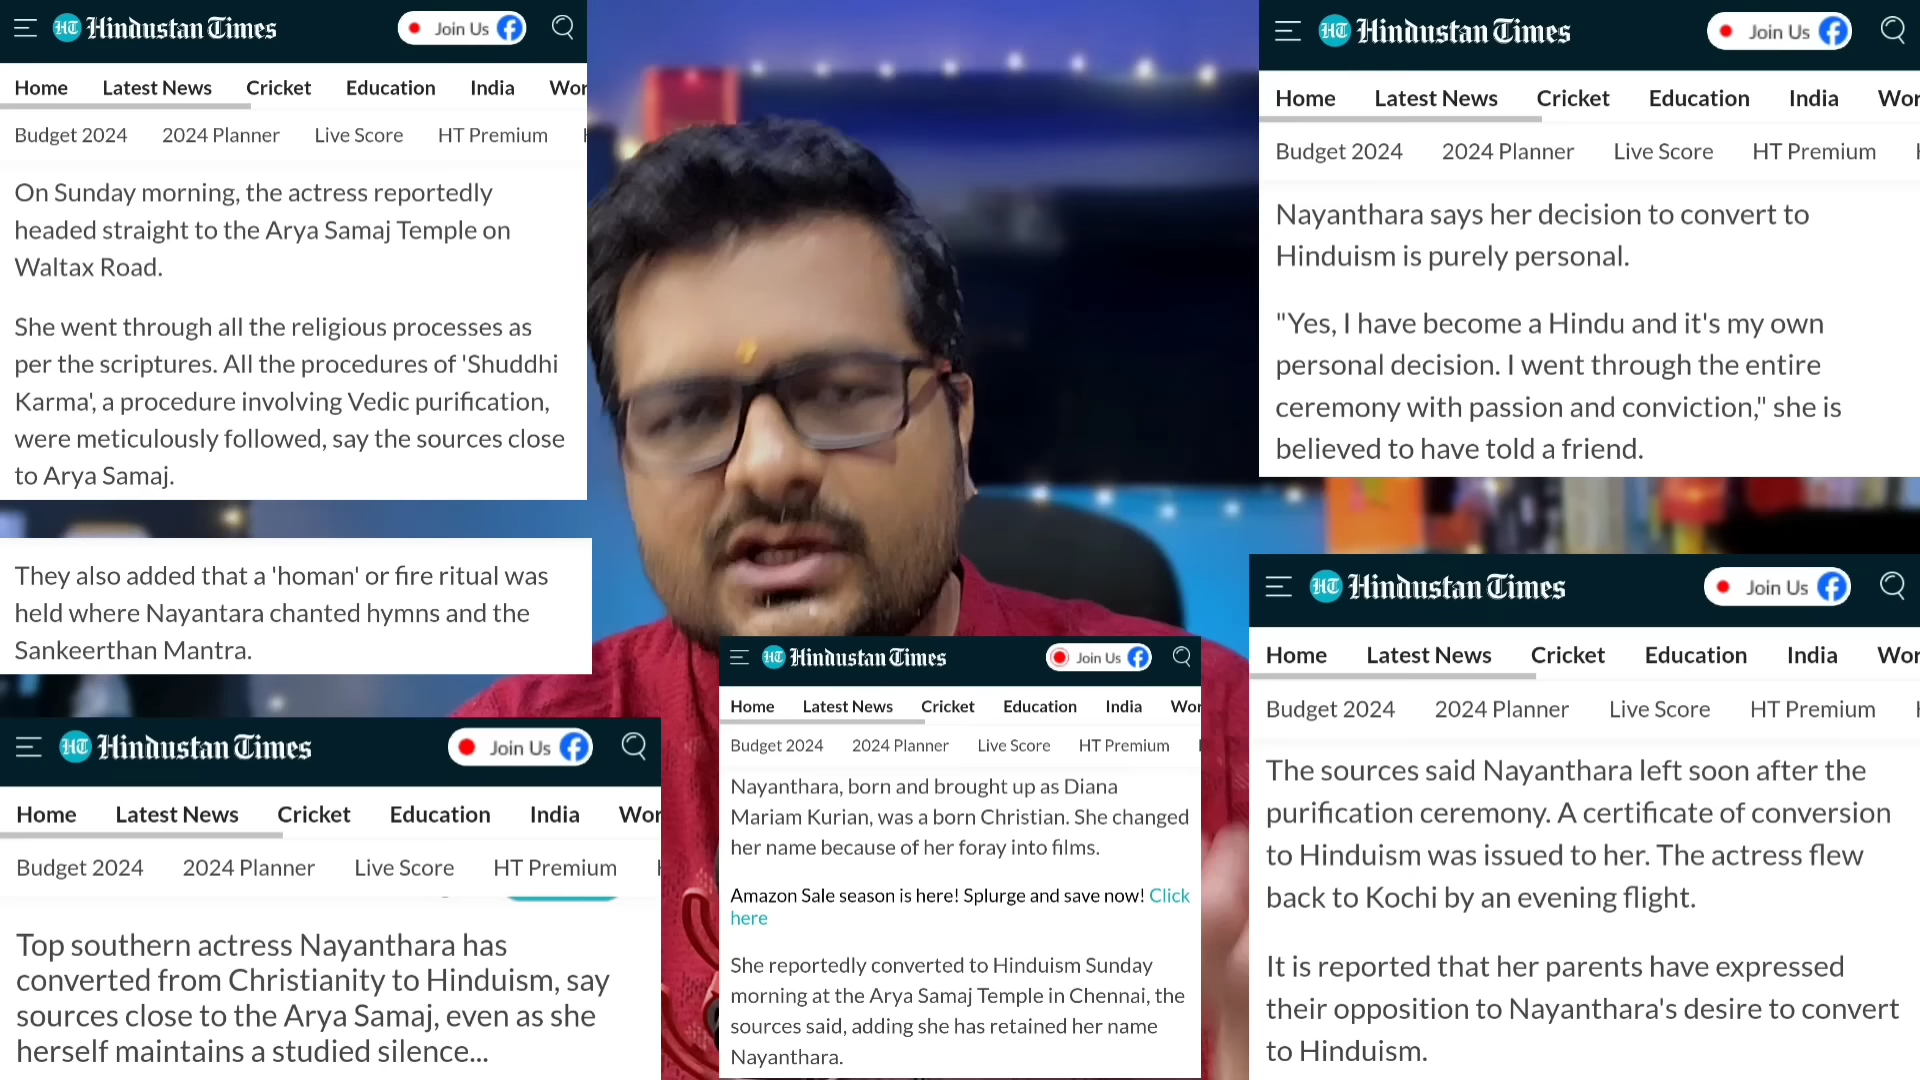 HT Hindustan Times
Join Us
Home Latest News Cricket Education India Wor
Budget 2024 2024 Planner Live Score HT Premium
On Sunday morning, the actress reportedly
headed straight to the Arya Samaj Temple on
Waltax Road.
She went through all the religious processes as
per the scriptures. All the procedures of 'Shuddhi
Karma', a procedure involving Vedic purification,
were meticulously followed, say the sources close
to Arya Samaj.
They also added that a 'homan' or fire ritual was
held where Nayantara chanted hymns and the
Sankeerthan Mantra.
HT Hindustan Times
Join Us
Home Latest News Cricket Education India Wor
Budget 2024 2024 Planner Live Score HT Premium
Top southern actress Nayanthara has
converted from Christianity to Hinduism, say
sources close to the Arya Samaj, even as she
herself maintains a studied silence...
HT Hindustan Times
Join Us
Home Latest News Cricket Education India Wor
Budget 2024 2024 Planner Live Score HT Premium
Nayanthara, born and brought up as Diana
Mariam Kurian, was a born Christian. She changed
her name because of her foray into films.
Amazon Sale season is here! Splurge and save now! Click
here
She reportedly converted to Hinduism Sunday
morning at the Arya Samaj Temple in Chennai, the
sources said, adding she has retained her name
Nayanthara.
HT Hindustan Times
Join Us
Home Latest News Cricket Education India Wor
Budget 2024 2024 Planner Live Score HT Premium
Nayanthara says her decision to convert to
Hinduism is purely personal.
"Yes, I have become a Hindu and it's my own
personal decision. I went through the entire
ceremony with passion and conviction," she is
believed to have told a friend.
HT Hindustan Times
Join Us
Home Latest News Cricket Education India Wor
Budget 2024 2024 Planner Live Score HT Premium
The sources said Nayanthara left soon after the
purification ceremony. A certificate of conversion
to Hinduism was issued to her. The actress flew
back to Kochi by an evening flight.
It is reported that her parents have expressed
their opposition to Nayanthara's desire to convert
to Hinduism.